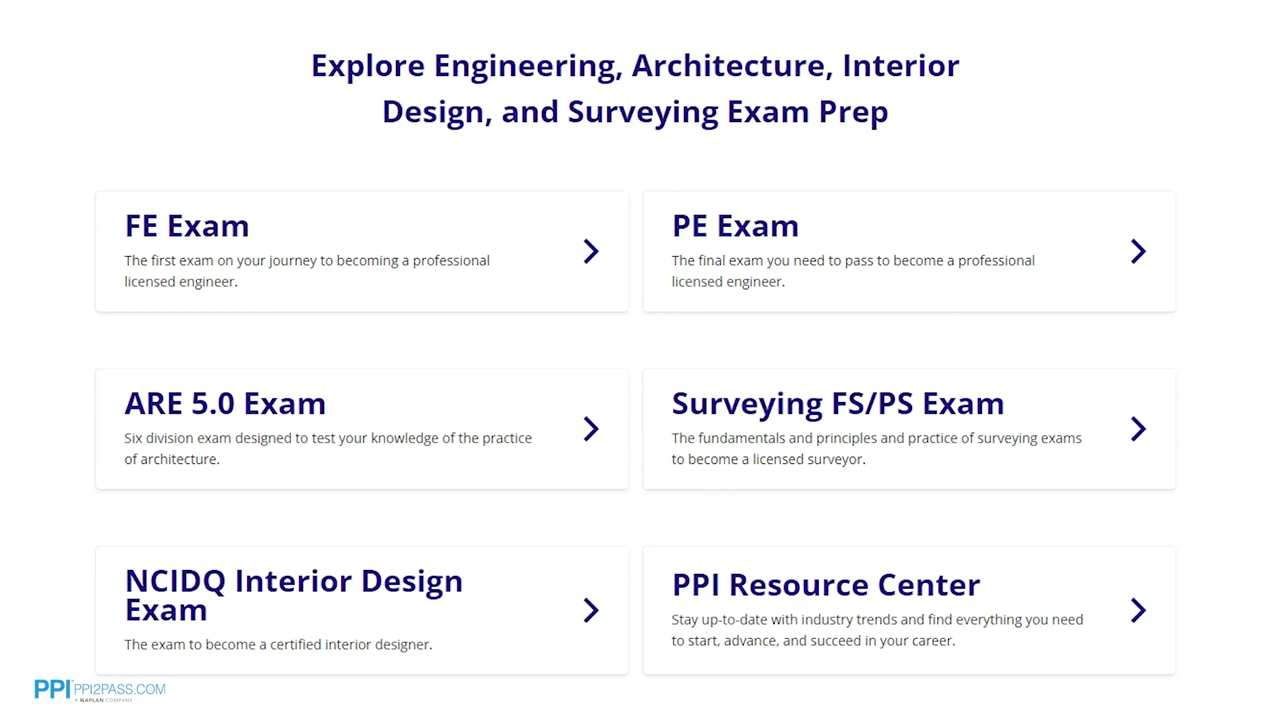 Explore Engineering, Architecture, Interior
Design, and Surveying Exam Prep
FE Exam
The first exam on your journey to becoming a professional
licensed engineer.
PE Exam
The final exam you need to pass to become a professional
licensed engineer.
ARE 5.0 Exam
Six division exam designed to test your knowledge of the practice
of architecture.
Surveying FS/PS Exam
The fundamentals and principles and practice of surveying exams
to become a licensed surveyor.
NCIDQ Interior Design
Exam
The exam to become a certified interior designer.
PPI Resource Center
Stay up-to-date with industry trends and find everything you need
to start, advance, and succeed in your career.
PPI PPI2PASS.COM
A KAPLAN COMPANY